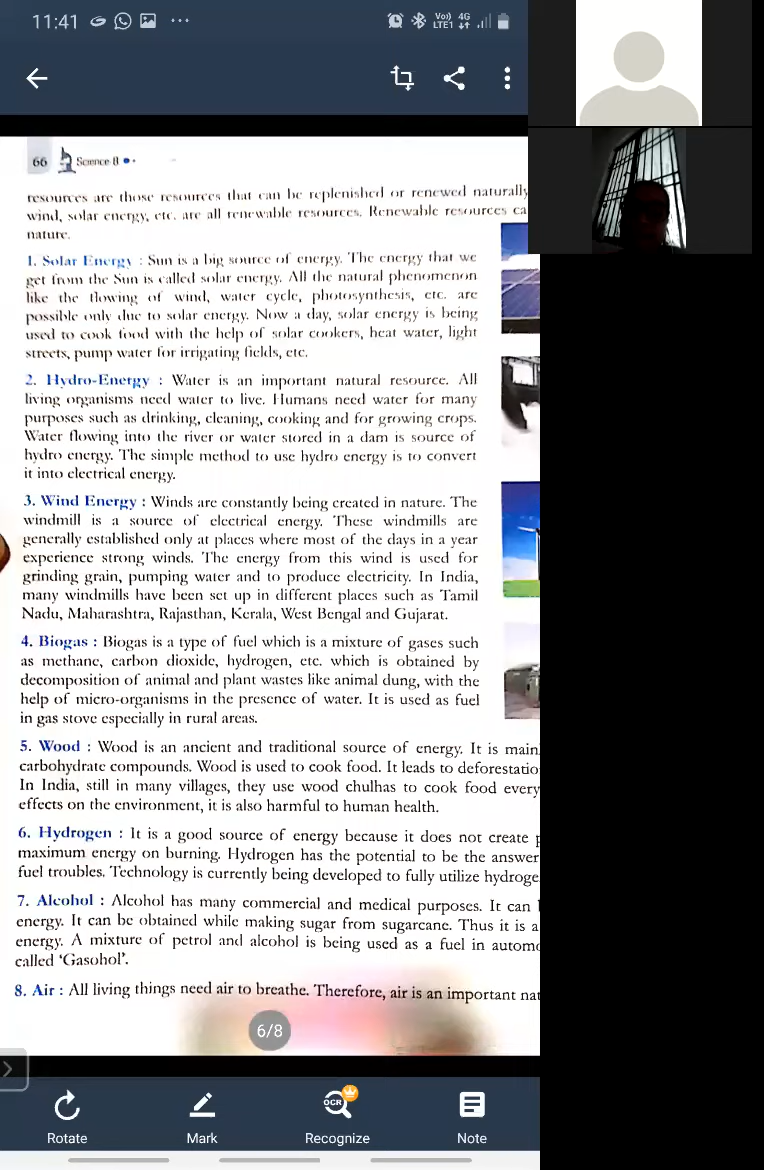 11:41
Vo) 4G
LTE1
66 Science 8
resources are those resources that can be replenished or renewed naturally
wind, solar energy, etc. are all renewable resources. Renewable resources ca
nature.
1. Solar Energy : Sun is a big source of energy. The energy that we
get from the Sun is called solar energy. All the natural phenomenon
like the flowing of wind, water cycle, photosynthesis, etc. are
possible only due to solar energy. Now a day, solar energy is being
used to cook food with the help of solar cookers, heat water, light
streets, pump water for irrigating fields, etc.
2. Hydro-Energy : Water is an important natural resource. All
living organisms need water to live. Humans need water for many
purposes such as drinking, cleaning, cooking and for growing crops.
Water flowing into the river or water stored in a dam is source of
hydro energy. The simple method to use hydro energy is to convert
it into electrical energy.
3. Wind Energy : Winds are constantly being created in nature. The
windmill is a source of electrical energy. These windmills are
generally established only at places where most of the days in a year
experience strong winds. The energy from this wind is used for
grinding grain, pumping water and to produce electricity. In India,
many windmills have been set up in different places such as Tamil
Nadu, Maharashtra, Rajasthan, Kerala, West Bengal and Gujarat.
4. Biogas : Biogas is a type of fuel which is a mixture of gases such
as methane, carbon dioxide, hydrogen, etc. which is obtained by
decomposition of animal and plant wastes like animal dung, with the
help of micro-organisms in the presence of water. It is used as fuel
in gas stove especially in rural areas.
5. Wood : Wood is an ancient and traditional source of energy. It is main
carbohydrate compounds. Wood is used to cook food. It leads to deforestatio
In India, still in many villages, they use wood chulhas to cook food every
effects on the environment, it is also harmful to human health.
6. Hydrogen : It is a good source of energy because it does not create p
maximum energy on burning. Hydrogen has the potential to be the answer
fuel troubles. Technology is currently being developed to fully utilize hydroge
7. Alcohol : Alcohol has many commercial and medical purposes. It can
energy. It can be obtained while making sugar from sugarcane. Thus it is a
energy. A mixture of petrol and alcohol is being used as a fuel in automo
called 'Gasohol'.
8. Air : All living things need air to breathe. Therefore, air is an important nat
6/8
OCR
Rotate Mark Recognize Note